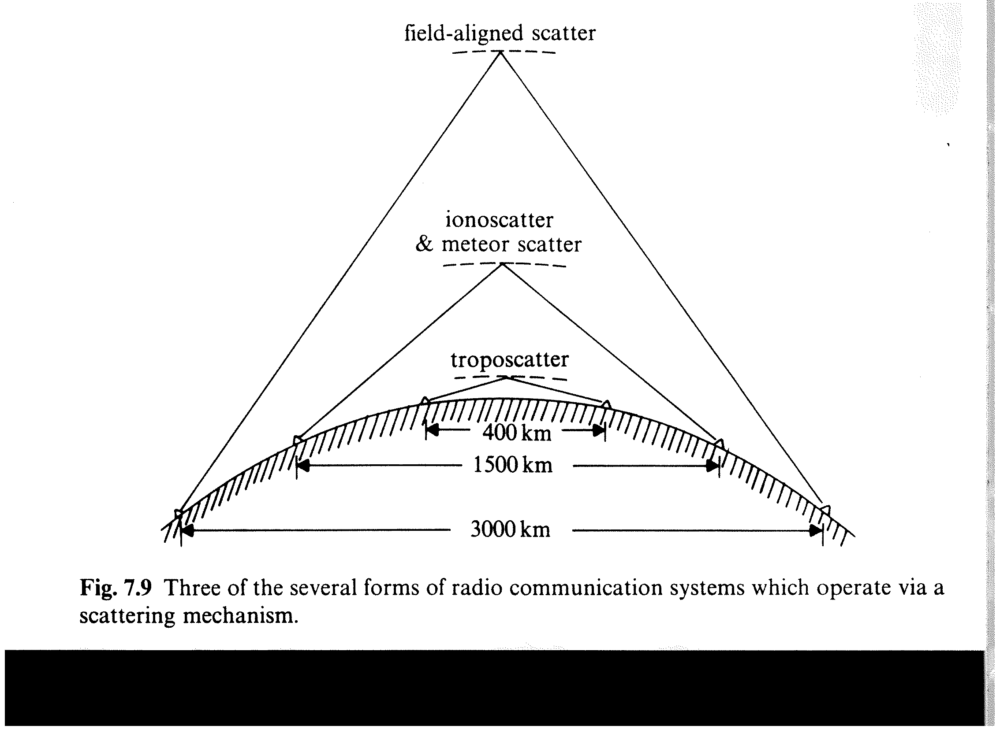 field-aligned scatter
ionoscatter
& meteor scatter
troposcatter
400 km
1500 km
3000 km
Fig. 7.9 Three of the several forms of radio communication systems which operate via a
scattering mechanism.